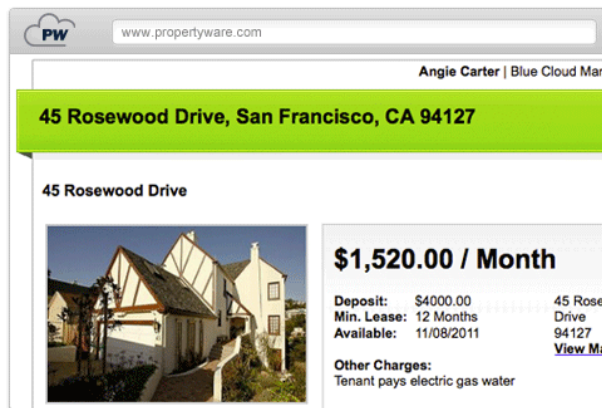 PW
www.propertyware.com
Angie Carter | Blue Cloud Mar
45 Rosewood Drive, San Francisco, CA 94127
45 Rosewood Drive
$1,520.00 / Month
Deposit: $4000.00
Min. Lease: 12 Months
Available: 11/08/2011
45 Rose
Drive
94127
View Ma
Other Charges:
Tenant pays electric gas water